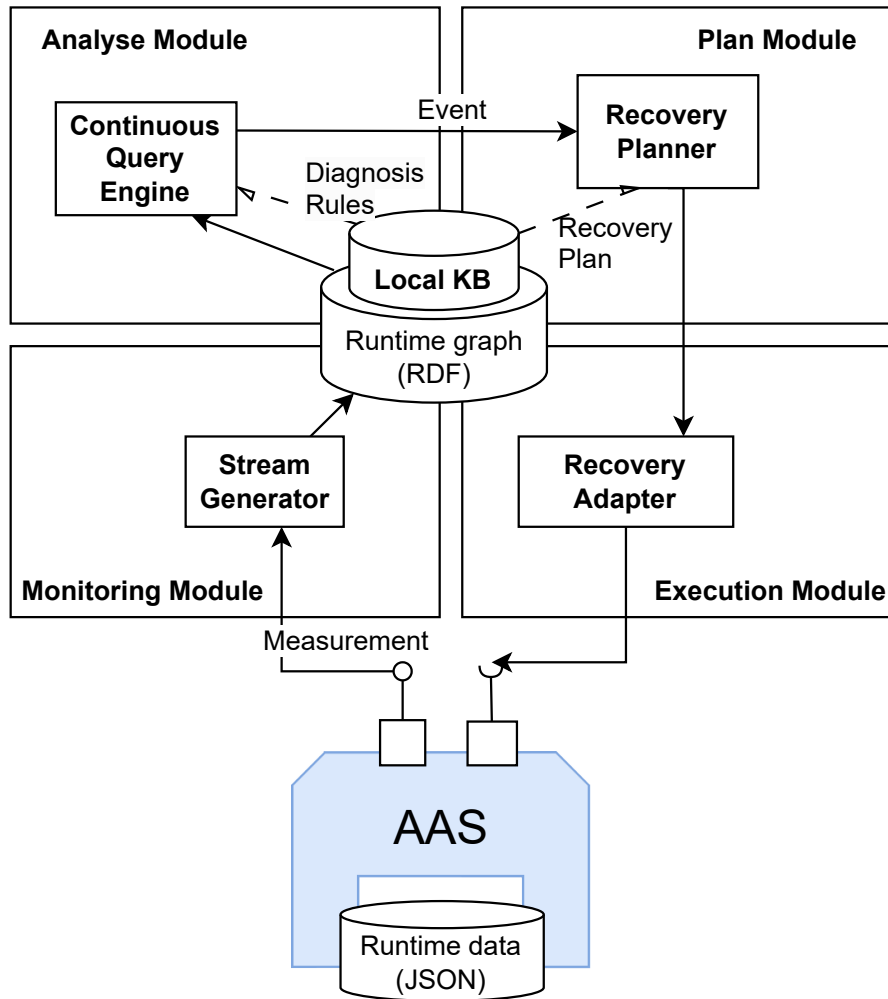 Analyse Module
Plan Module
Continuous
Query
Engine
Event
Recovery
Planner
Diagnosis
Rules
Recovery
Plan
Local KB
Runtime graph
(RDF)
Stream
Generator
Recovery
Adapter
Monitoring Module
Execution Module
Measurement
AAS
Runtime data
(JSON)